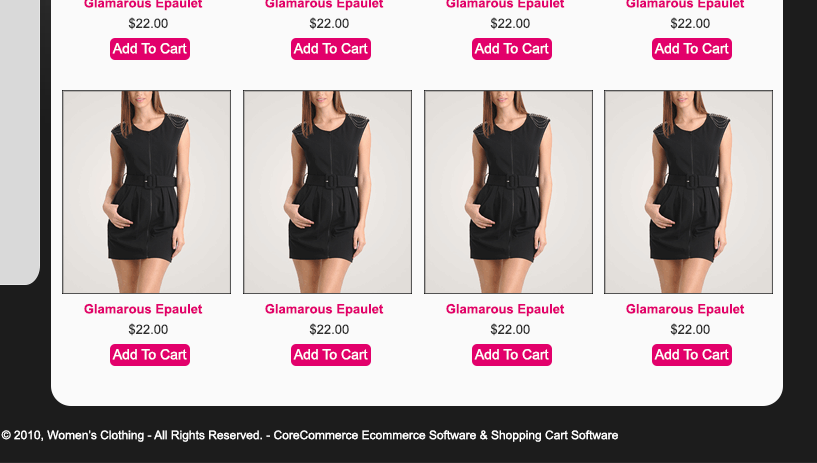 Glamarous Epaulet Glamarous Epaulet Glamarous Epaulet Glamarous Epaulet
$22.00 $22.00 $22.00 $22.00
Add To Cart Add To Cart Add To Cart Add To Cart
Glamarous Epaulet Glamarous Epaulet Glamarous Epaulet Glamarous Epaulet
$22.00 $22.00 $22.00 $22.00
Add To Cart Add To Cart Add To Cart Add To Cart
© 2010, Women's Clothing - All Rights Reserved. - CoreCommerce Ecommerce Software & Shopping Cart Software